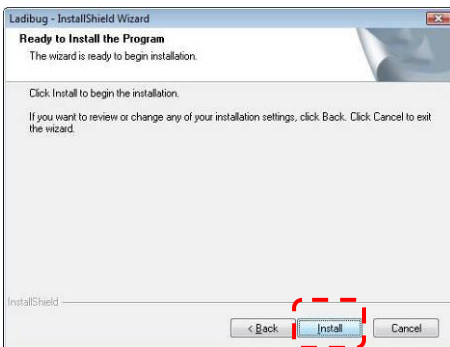 Ladibug - InstallShield Wizard
Ready to Install the Program
The wizard is ready to begin installation.
Click Install to begin the installation.
If you want to review or change any of your installation settings, click Back. Click Cancel to exit
the wizard.
InstallShield
< Back Install Cancel